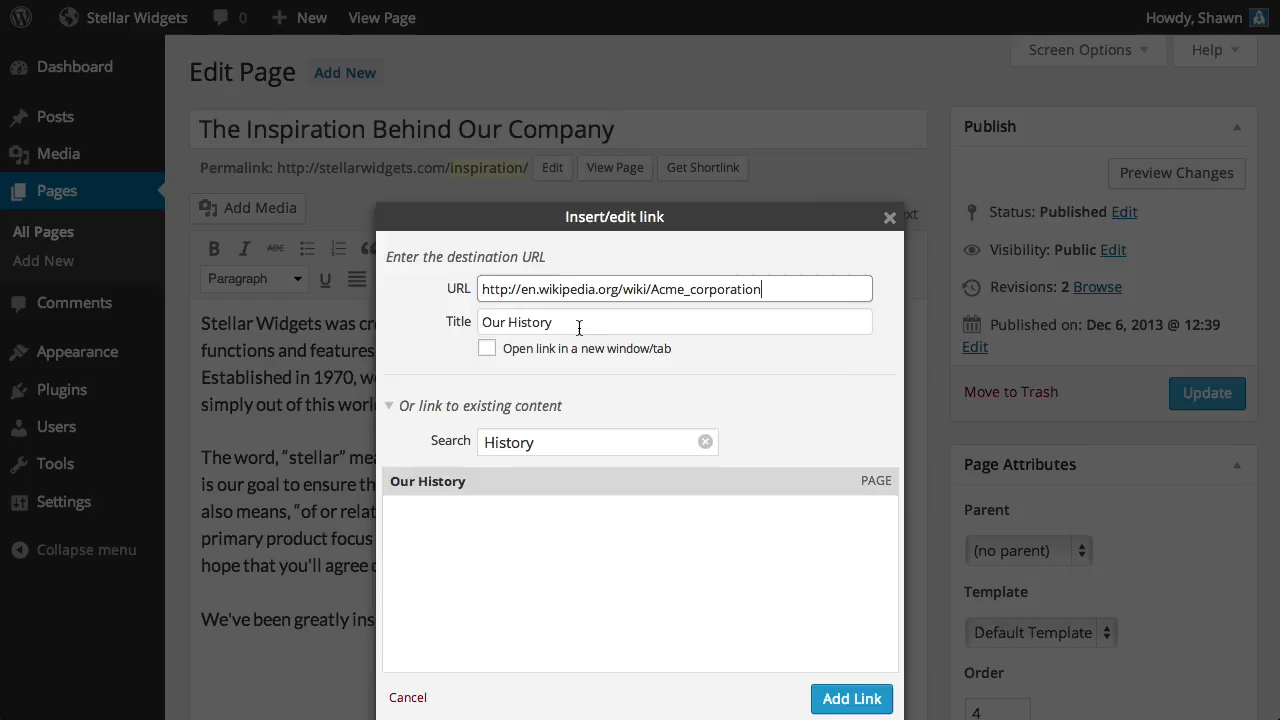 Stellar Widgets 0 New View Page Howdy, Shawn
Dashboard
Posts
Media
Pages
All Pages
Add New
Comments
Appearance
Plugins
Users
Tools
Settings
Collapse menu
Screen Options Help
Edit Page Add New
The Inspiration Behind Our Company
Permalink: http://stellarwidgets.com/inspiration/ Edit View Page Get Shortlink
Add Media
B I ABC
Paragraph U
Stellar Widgets was
functions and features
Established in 1970,
simply out of this
The word, “stellar”
is our goal to ensure
also means, “of or
primary product focus
hope that you'll agree
We've been greatly
Insert/edit link
Enter the destination URL
URL http://en.wikipedia.org/wiki/Acme_corporation
Title Our History
Open link in a new window/tab
Or link to existing content
Search History
Our History PAGE
Cancel Add Link
Publish
Preview Changes
Status: Published Edit
Visibility: Public Edit
Revisions: 2 Browse
Published on: Dec 6, 2013 @ 12:39
Edit
Move to Trash Update
Page Attributes
Parent
(no parent)
Template
Default Template
Order
4